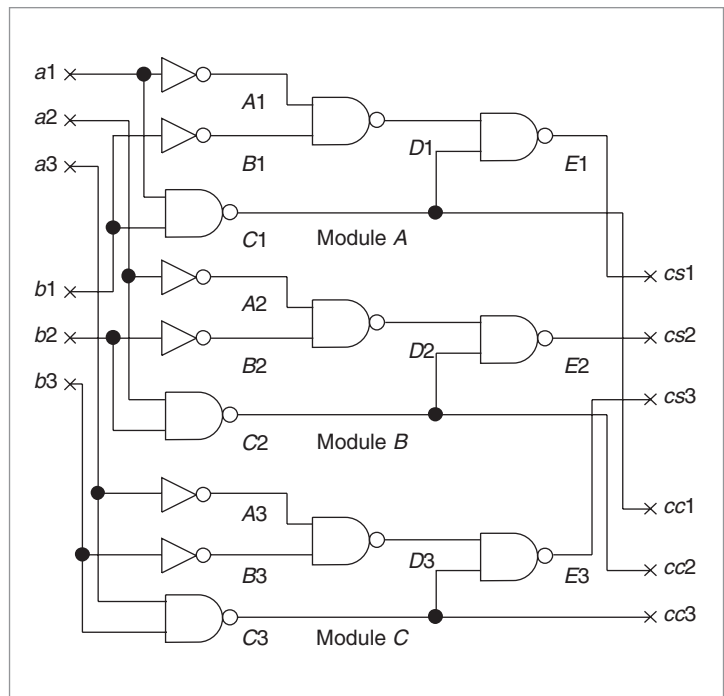 a1
A1
a2
D1
E1
B1
a3
C1
Module A
cs1
b1
A2
b2
cs2
D2
E2
B2
b3
cs3
C2
Module B
A3
cc1
D3
E3
B3
cc2
cc3
C3
Module C